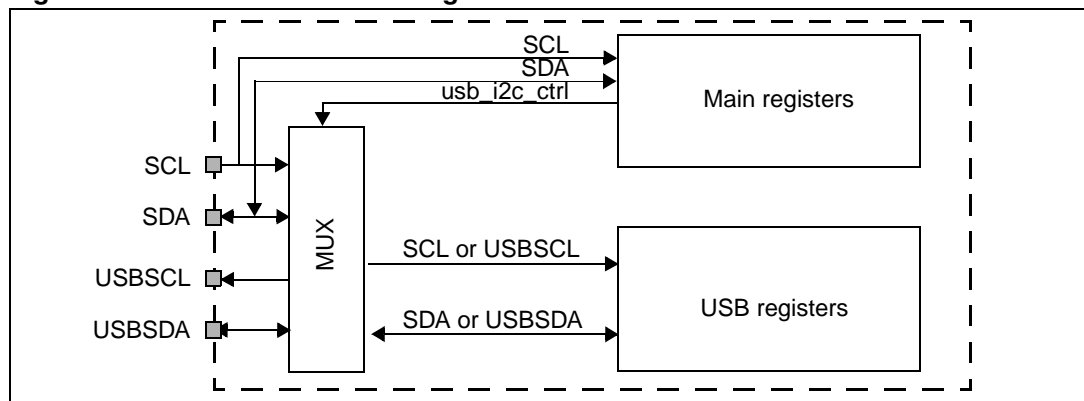 SCL
SDA
usb_i2c_ctrl
Main registers
SCL
SDA
USBSCL
USBSDA
MUX
SCL or USBSCL
SDA or USBSDA
USB registers